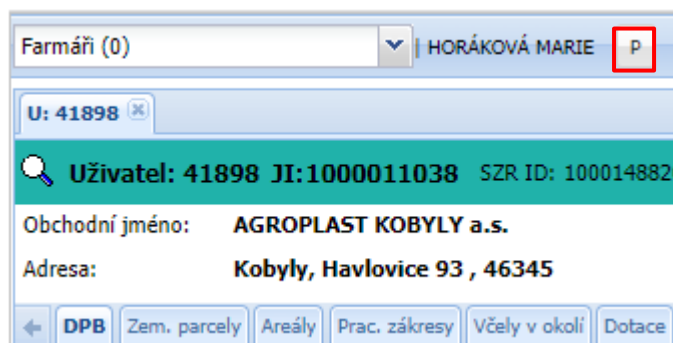 Farmáři (0) | HORÁKOVÁ MARIE P
U: 41898
Uživatel: 41898 JI:1000011038 SZR ID: 100014882
Obchodní jméno: AGROPLAST KOBYLY a.s.
Adresa: Kobyly, Havlovice 93 , 46345
DPB Zem. parcely Areály Prac. zákresy Včely v okolí Dotace